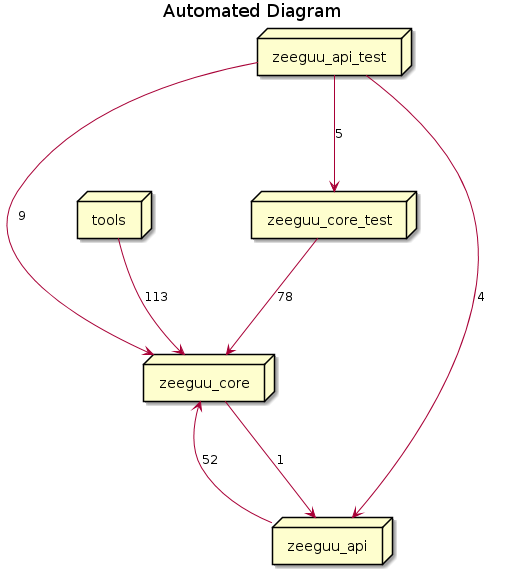 Automated Diagram
zeeguu_api_test
5
9
tools
zeeguu_core_test
4
113
78
zeeguu_core
52
1
zeeguu_api